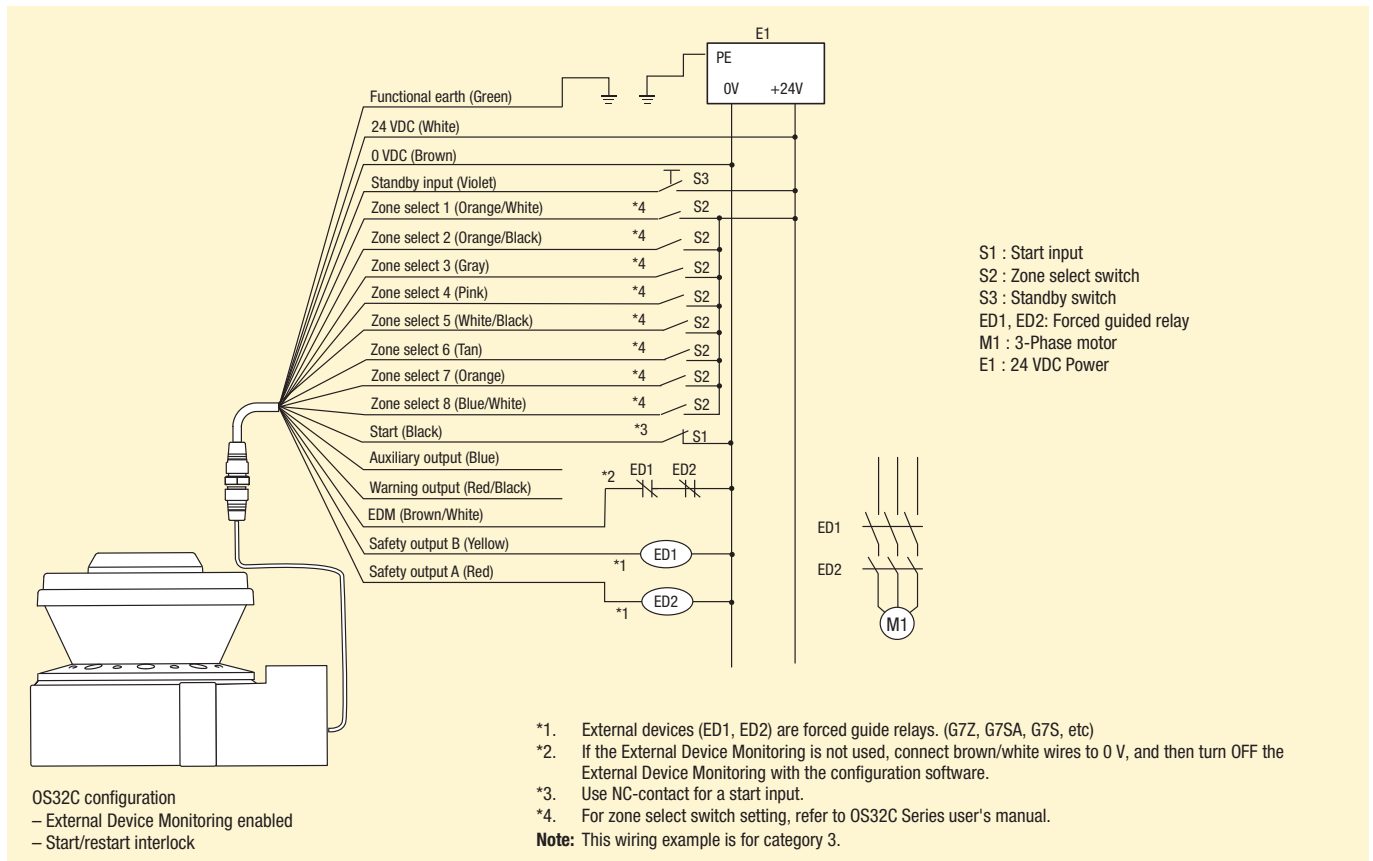 E1
PE
0V +24V
Functional earth (Green)
24 VDC (White)
0 VDC (Brown)
Standby input (Violet) S3
Zone select 1 (Orange/White) *4 S2
Zone select 2 (Orange/Black) *4 S2
Zone select 3 (Gray) *4 S2
Zone select 4 (Pink) *4 S2
Zone select 5 (White/Black) *4 S2
Zone select 6 (Tan) *4 S2
Zone select 7 (Orange) *4 S2
Zone select 8 (Blue/White) *4 S2
Start (Black) *3 S1
Auxiliary output (Blue)
Warning output (Red/Black) *2 ED1 ED2
EDM (Brown/White)
Safety output B (Yellow) *1 ED1
Safety output A (Red) *1 ED2
S1 : Start input
S2 : Zone select switch
S3 : Standby switch
ED1, ED2: Forced guided relay
M1 : 3-Phase motor
E1 : 24 VDC Power
ED1
ED2
M1
*1. External devices (ED1, ED2) are forced guide relays. (G7Z, G7SA, G7S, etc)
*2. If the External Device Monitoring is not used, connect brown/white wires to 0 V, and then turn OFF the
External Device Monitoring with the configuration software.
*3. Use NC-contact for a start input.
*4. For zone select switch setting, refer to OS32C Series user's manual.
Note: This wiring example is for category 3.
OS32C configuration
– External Device Monitoring enabled
– Start/restart interlock